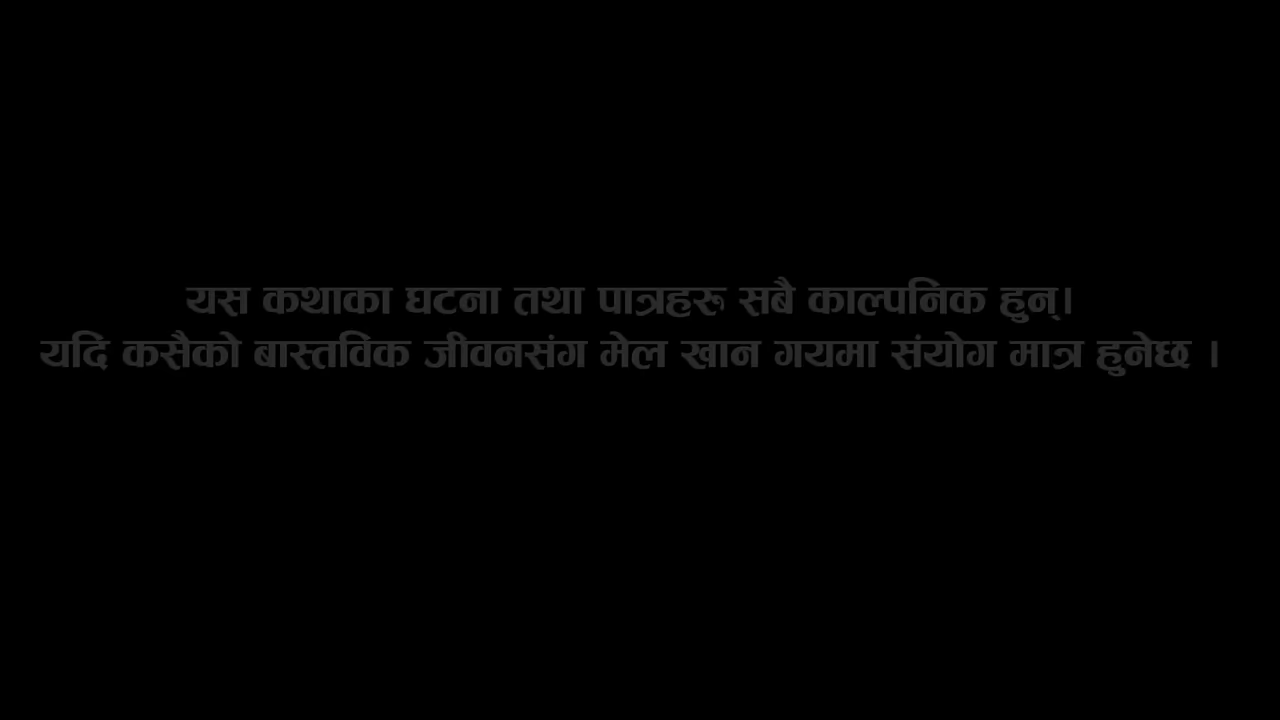 यस कथाका घटना तथा पात्रहरु सबै काल्पनिक हुन्।
यदि कसैको बास्तविक जीवनसंग मेल खान गयमा संयोग मात्र हुनेछ ।